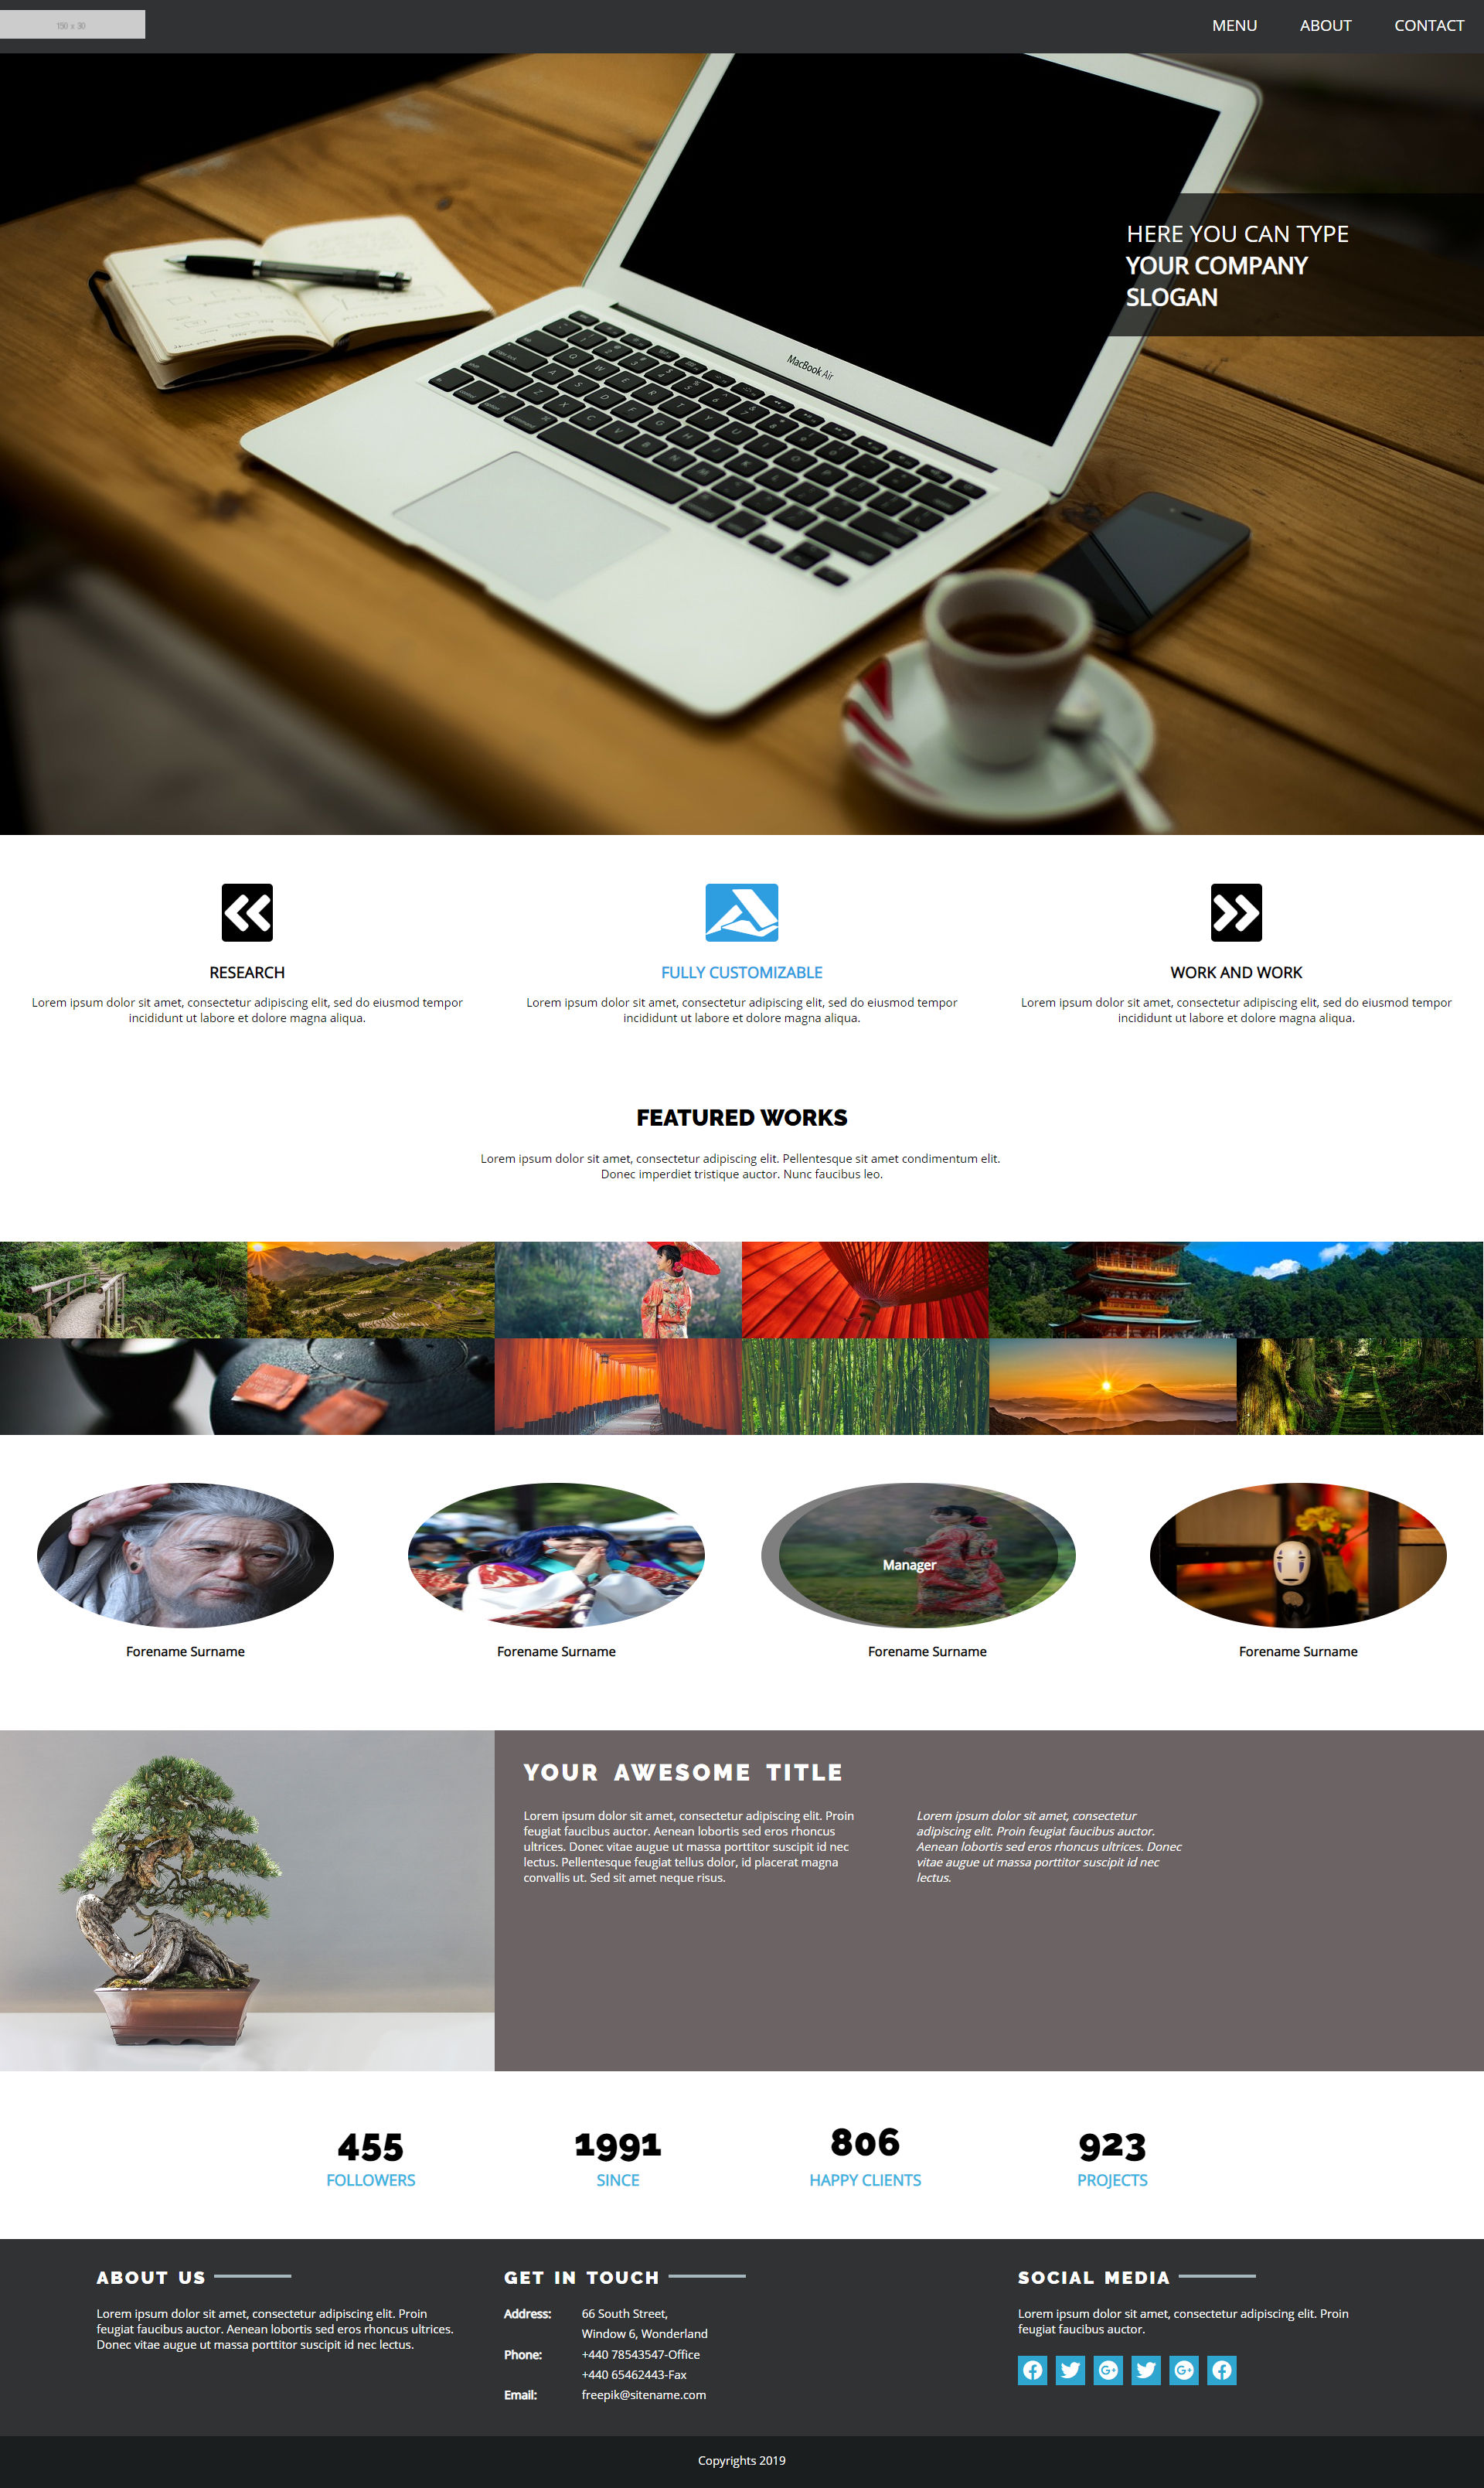 150 x 30
MENU ABOUT CONTACT
HERE YOU CAN TYPE
YOUR COMPANY
SLOGAN
MacBook Air
RESEARCH
Lorem ipsum dolor sit amet, consectetur adipiscing elit, sed do eiusmod tempor
incididunt ut labore et dolore magna aliqua.
FULLY CUSTOMIZABLE
Lorem ipsum dolor sit amet, consectetur adipiscing elit, sed do eiusmod tempor
incididunt ut labore et dolore magna aliqua.
WORK AND WORK
Lorem ipsum dolor sit amet, consectetur adipiscing elit, sed do eiusmod tempor
incididunt ut labore et dolore magna aliqua.
FEATURED WORKS
Lorem ipsum dolor sit amet, consectetur adipiscing elit. Pellentesque sit amet condimentum elit.
Donec imperdiet tristique auctor. Nunc faucibus leo.
Manager
Forename Surname
Forename Surname
Forename Surname
Forename Surname
YOUR AWESOME TITLE
Lorem ipsum dolor sit amet, consectetur adipiscing elit. Proin
feugiat faucibus auctor. Aenean lobortis sed eros rhoncus
ultrices. Donec vitae augue ut massa porttitor suscipit id nec
lectus. Pellentesque feugiat tellus dolor, id placerat magna
convallis ut. Sed sit amet neque risus.
Lorem ipsum dolor sit amet, consectetur
adipiscing elit. Proin feugiat faucibus auctor.
Aenean lobortis sed eros rhoncus ultrices. Donec
vitae augue ut massa porttitor suscipit id nec
lectus.
455
FOLLOWERS
1991
SINCE
806
HAPPY CLIENTS
923
PROJECTS
ABOUT US
Lorem ipsum dolor sit amet, consectetur adipiscing elit. Proin
feugiat faucibus auctor. Aenean lobortis sed eros rhoncus ultrices.
Donec vitae augue ut massa porttitor suscipit id nec lectus.
GET IN TOUCH
Address: 66 South Street,
Window 6, Wonderland
Phone: +440 78543547-Office
+440 65462443-Fax
Email: freepik@sitename.com
SOCIAL MEDIA
Lorem ipsum dolor sit amet, consectetur adipiscing elit. Proin
feugiat faucibus auctor.
Copyrights 2019